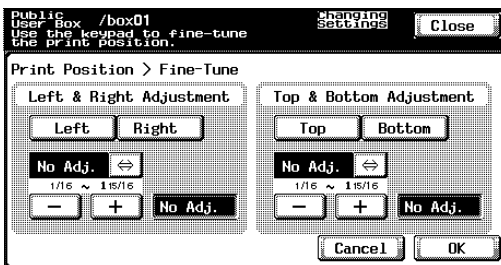 Public
User Box /box01
Changing
Settings
Close
Use the keypad to fine-tune
the print position.
Print Position > Fine-Tune
Left & Right Adjustment
Left Right
No Adj. ⇔
1/16 ~ 1 15/16
− + No Adj.
Top & Bottom Adjustment
Top Bottom
No Adj. ⇔
1/16 ~ 1 15/16
− + No Adj.
Cancel OK